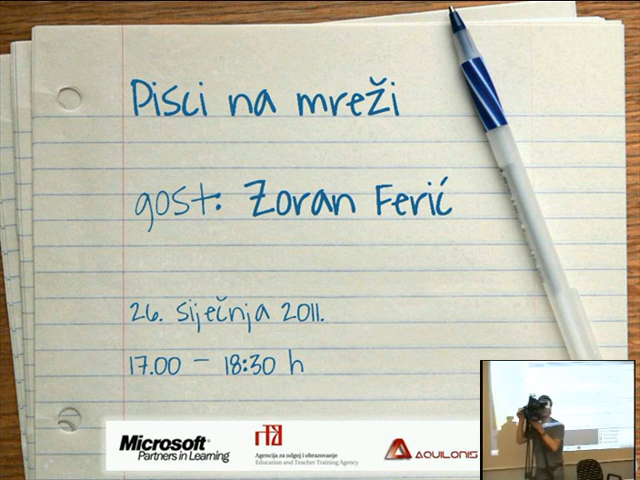 Pisci na mreži
gost: Zoran Ferić
26. siječnja 2011.
17.00 – 18:30 h
Microsoft®
Partners in Learning
Agencija za odgoj i obrazovanje
Education and Teacher Training Agency
AQUILONIS